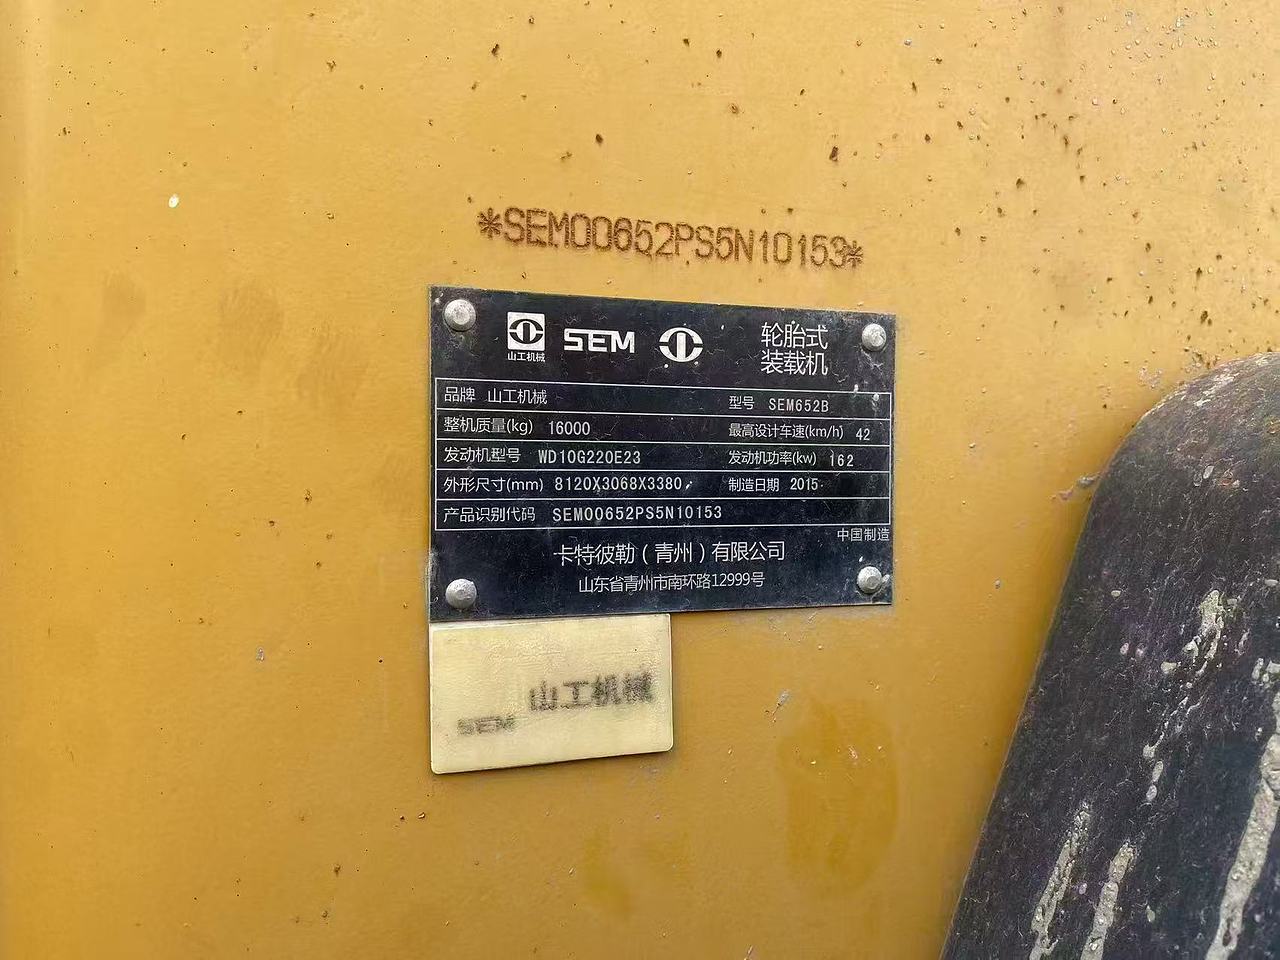 *SEM00652PS5N10153*
山工机械 SEM 轮胎式
装载机
品牌 山工机械 型号 SEM652B
整机质量(kg) 16000 最高设计车速(km/h) 42
发动机型号 WD10G220E23 发动机功率(kw) 162
外形尺寸(mm) 8120X3068X3380 制造日期 2015
产品识别代码 SEM00652PS5N10153
中国制造
卡特彼勒（青州）有限公司
山东省青州市南环路12999号
SEM 山工机械